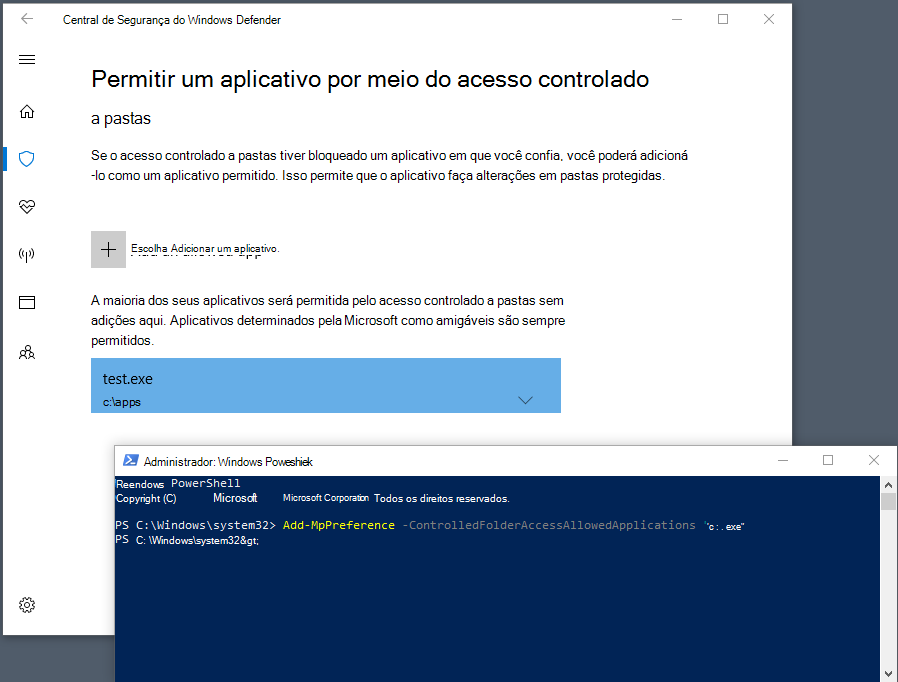 Central de Segurança do Windows Defender
Permitir um aplicativo por meio do acesso controlado
a pastas
Se o acesso controlado a pastas tiver bloqueado um aplicativo em que você confia, você poderá adicioná
-lo como um aplicativo permitido. Isso permite que o aplicativo faça alterações em pastas protegidas.
Escolha Adicionar um aplicativo.
A maioria dos seus aplicativos será permitida pelo acesso controlado a pastas sem
adições aqui. Aplicativos determinados pela Microsoft como amigáveis são sempre
permitidos.
test.exe
c:\apps
Administrador: Windows Poweshiek
Reendows PowerShell
Copyright (C) Microsoft Microsoft Corporation Todos os direitos reservados.
PS C:\Windows\system32> Add-MpPreference -ControlledFolderAccessAllowedApplications "c:.exe"
PS C: \Windows\system32&gt;